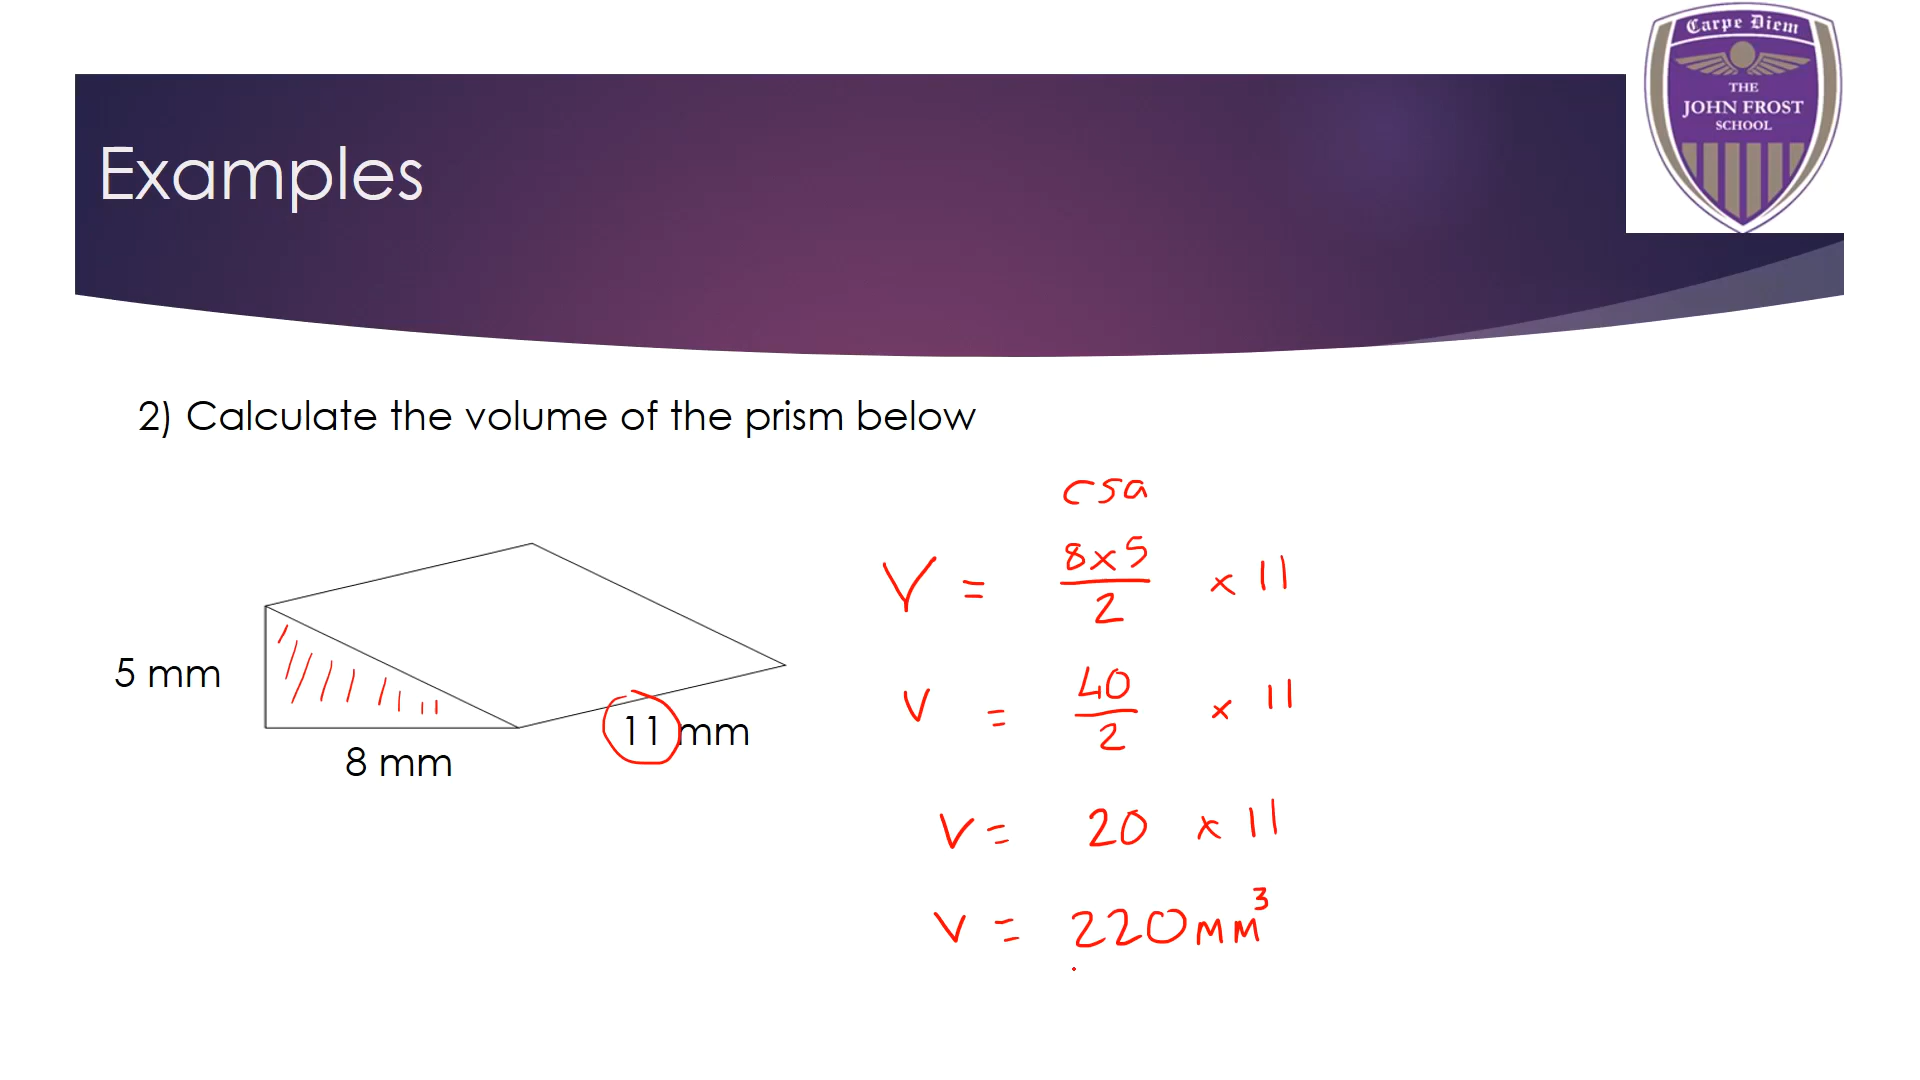 Carpe Diem
THE
JOHN FROST
SCHOOL
Examples
2) Calculate the volume of the prism below
5 mm
8 mm
11 mm
csa
V = 8x5/2 x 11
V = 40/2 x 11
V = 20 x 11
V = 220mm³